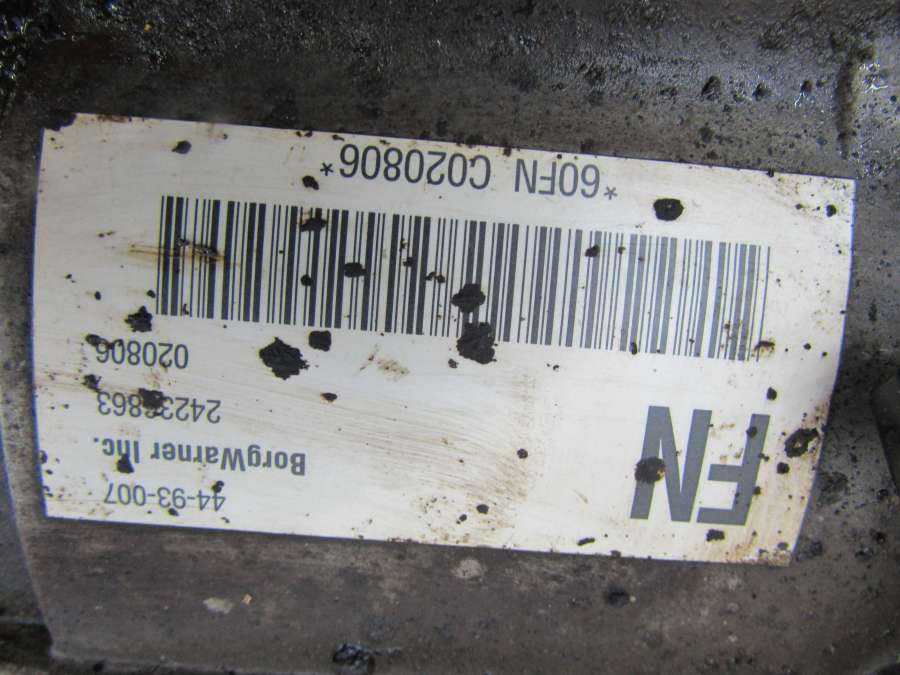 FN
44-93-007
BorgWarner Inc.
020806
*60FN C020806*